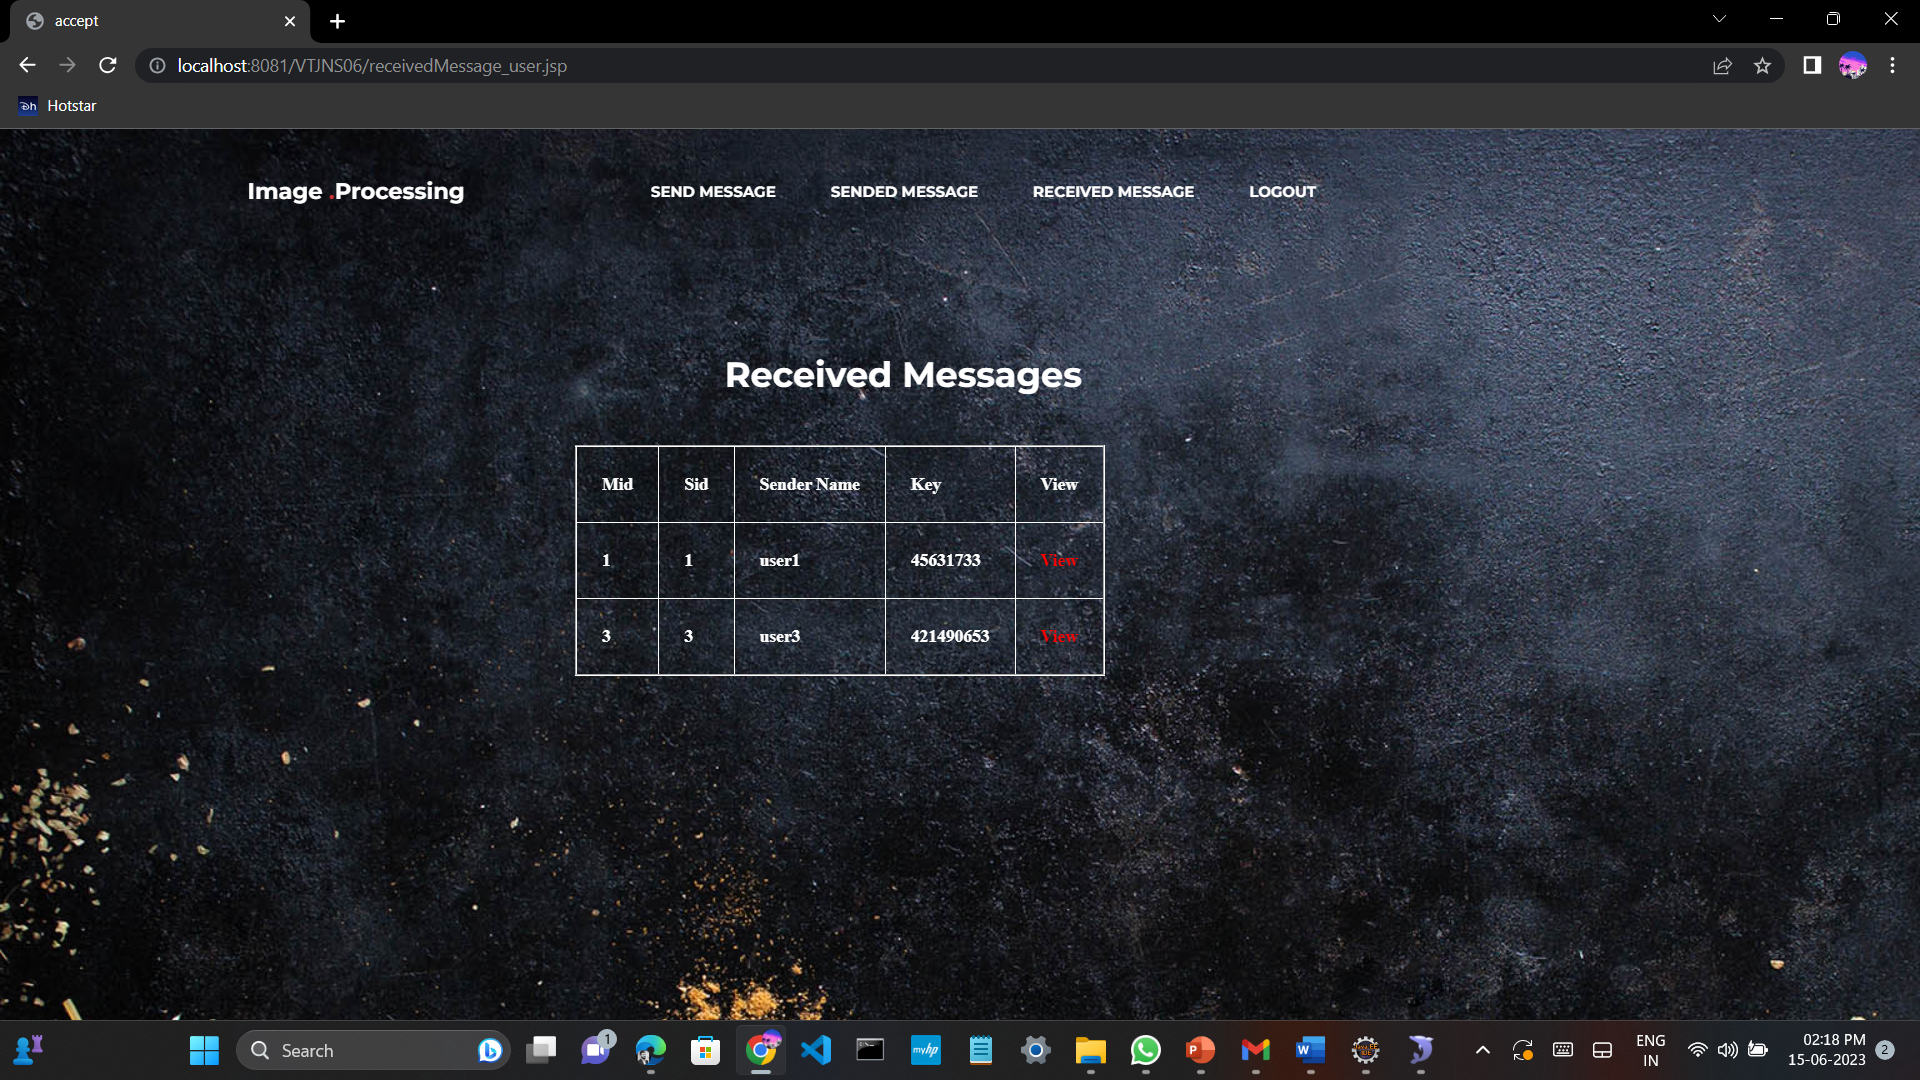 accept
localhost:8081/VTJNS06/receivedMessage_user.jsp
Hotstar
Image .Processing
SEND MESSAGE
SENDED MESSAGE
RECEIVED MESSAGE
LOGOUT
Received Messages
Mid Sid Sender Name Key View
1 1 user1 45631733 View
3 3 user3 421490653 View
Search
1
myhp
ENG
IN
02:18 PM
15-06-2023
2